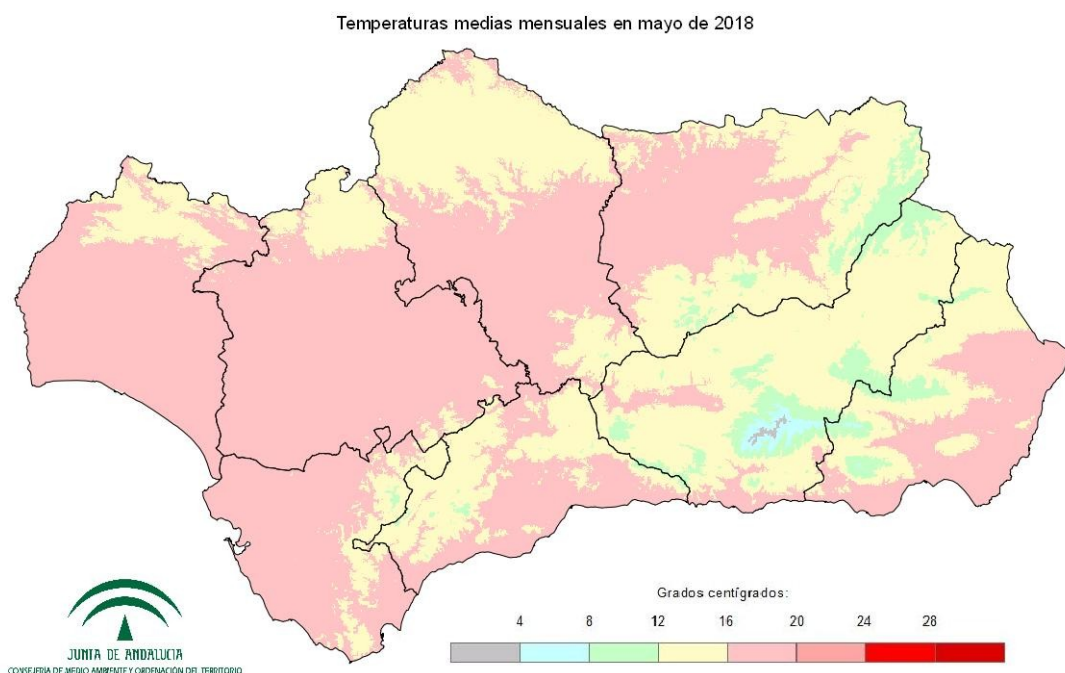 Temperaturas medias mensuales en mayo de 2018
Grados centígrados:
4 8 12 16 20 24 28
JUNTA DE ANDALUCIA
CONSEJERÍA DE MEDIO AMBIENTE Y ORDENACIÓN DEL TERRITORIO